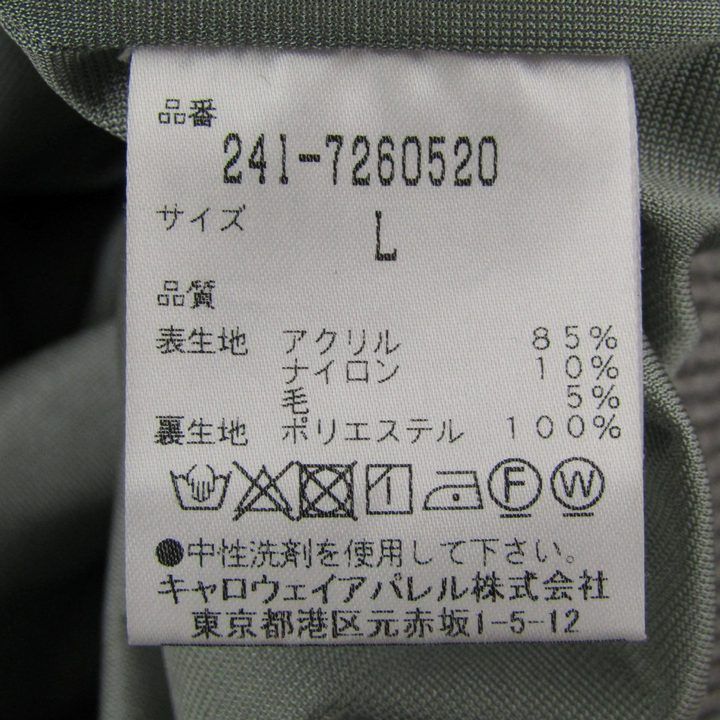 品番
241-7260520
サイズ
L
品質
表生地 アクリル 85%
ナイロン 10%
毛 5%
裏生地 ポリエステル 100%
F W
●中性洗剤を使用して下さい。
キャロウェイアパレル株式会社
東京都港区元赤坂1-5-12